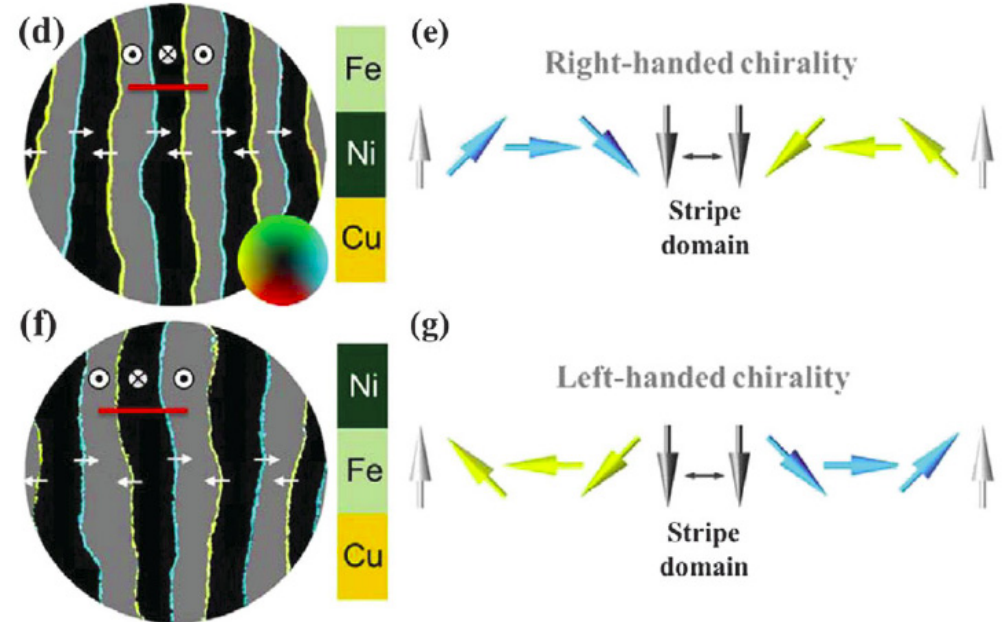 (d)
Fe
Ni
Cu
(e)
Right-handed chirality
Stripe
domain
(f)
Ni
Fe
Cu
(g)
Left-handed chirality
Stripe
domain